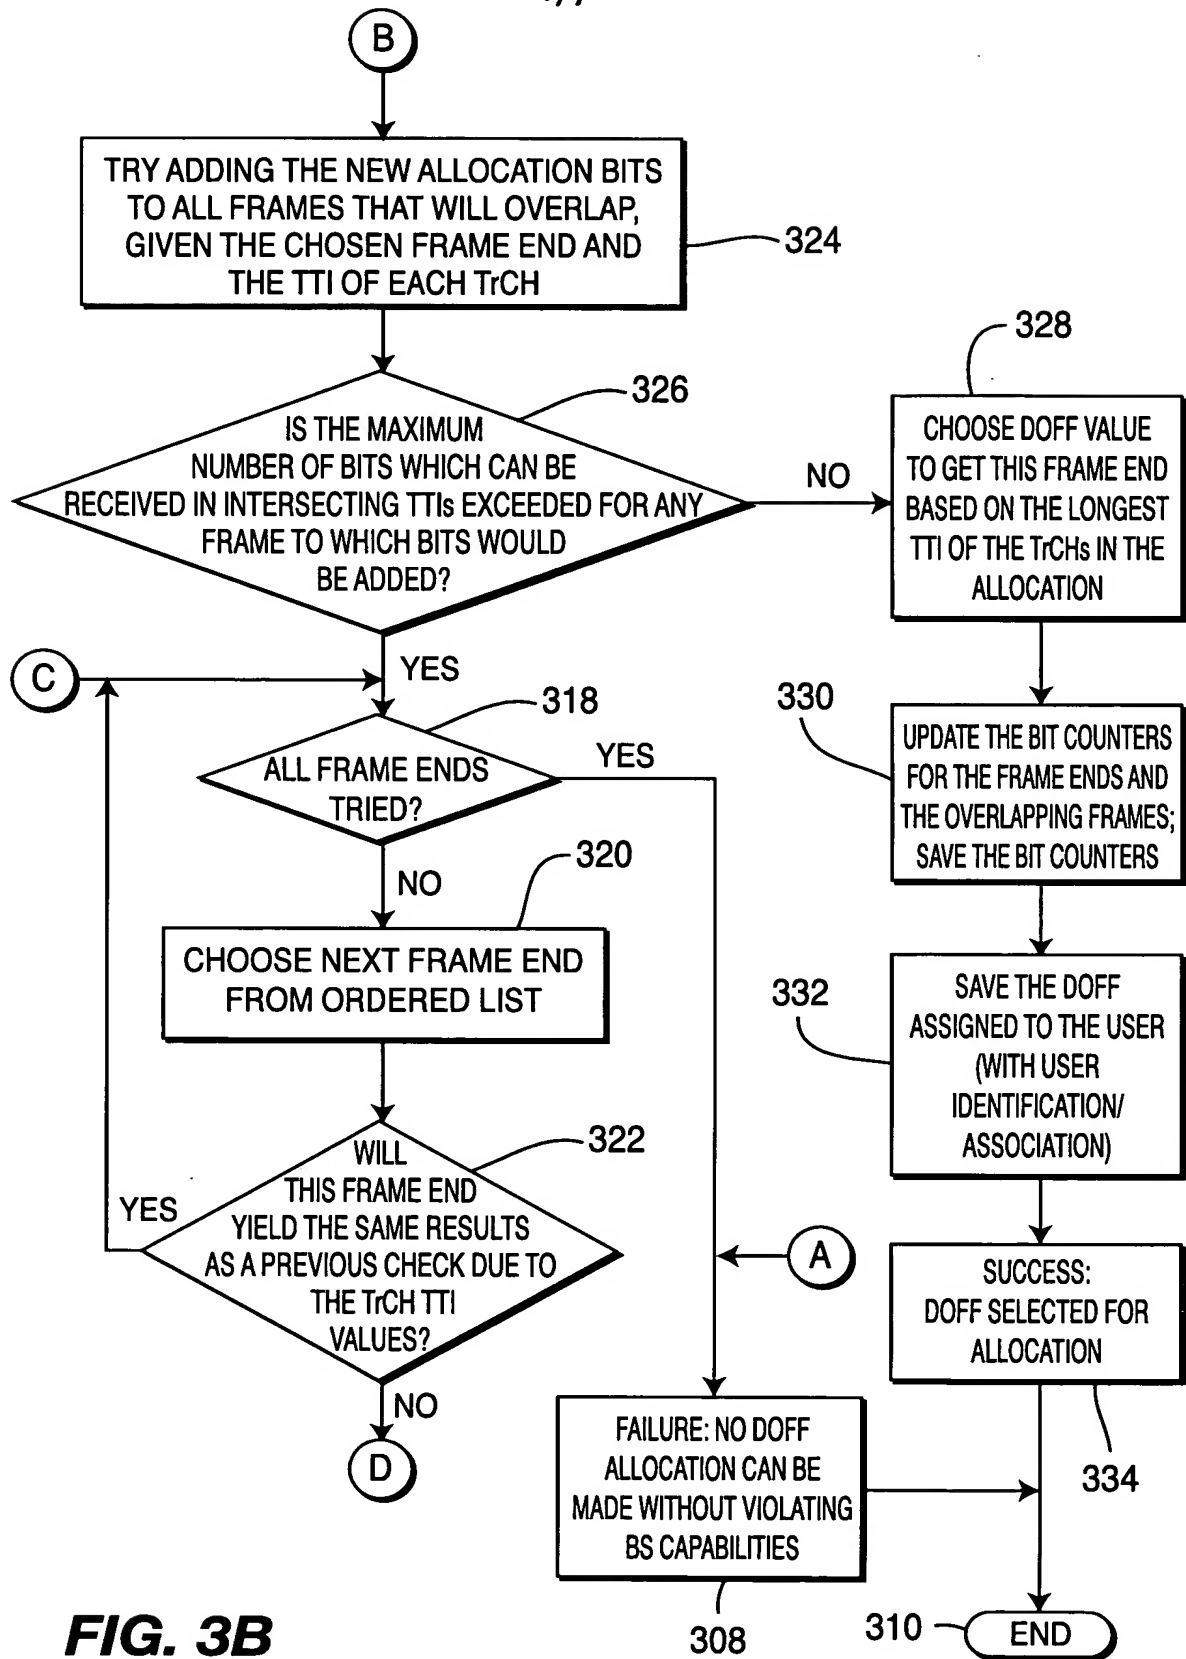 B
TRY ADDING THE NEW ALLOCATION BITS
TO ALL FRAMES THAT WILL OVERLAP,
GIVEN THE CHOSEN FRAME END AND
THE TTI OF EACH TrCH
324
326
IS THE MAXIMUM
NUMBER OF BITS WHICH CAN BE
RECEIVED IN INTERSECTING TTIs EXCEEDED FOR ANY
FRAME TO WHICH BITS WOULD
BE ADDED?
NO
328
CHOOSE DOFF VALUE
TO GET THIS FRAME END
BASED ON THE LONGEST
TTI OF THE TrCHs IN THE
ALLOCATION
C
YES
318
ALL FRAME ENDS
TRIED?
YES
330
UPDATE THE BIT COUNTERS
FOR THE FRAME ENDS AND
THE OVERLAPPING FRAMES;
SAVE THE BIT COUNTERS
NO
320
CHOOSE NEXT FRAME END
FROM ORDERED LIST
332
SAVE THE DOFF
ASSIGNED TO THE USER
(WITH USER
IDENTIFICATION/
ASSOCIATION)
322
WILL
THIS FRAME END
YIELD THE SAME RESULTS
AS A PREVIOUS CHECK DUE TO
THE TrCH TTI
VALUES?
YES
A
SUCCESS:
DOFF SELECTED FOR
ALLOCATION
334
NO
D
FAILURE: NO DOFF
ALLOCATION CAN BE
MADE WITHOUT VIOLATING
BS CAPABILITIES
308
310
END
FIG. 3B